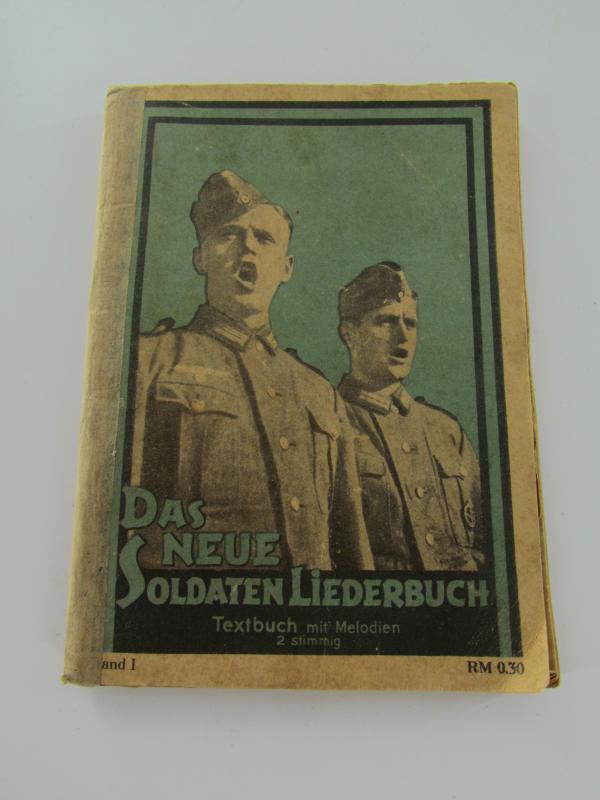 DAS
NEUE
SOLDATEN LIEDERBUCH
Textbuch mit Melodien
2 stimmig
and I
RM 0.30